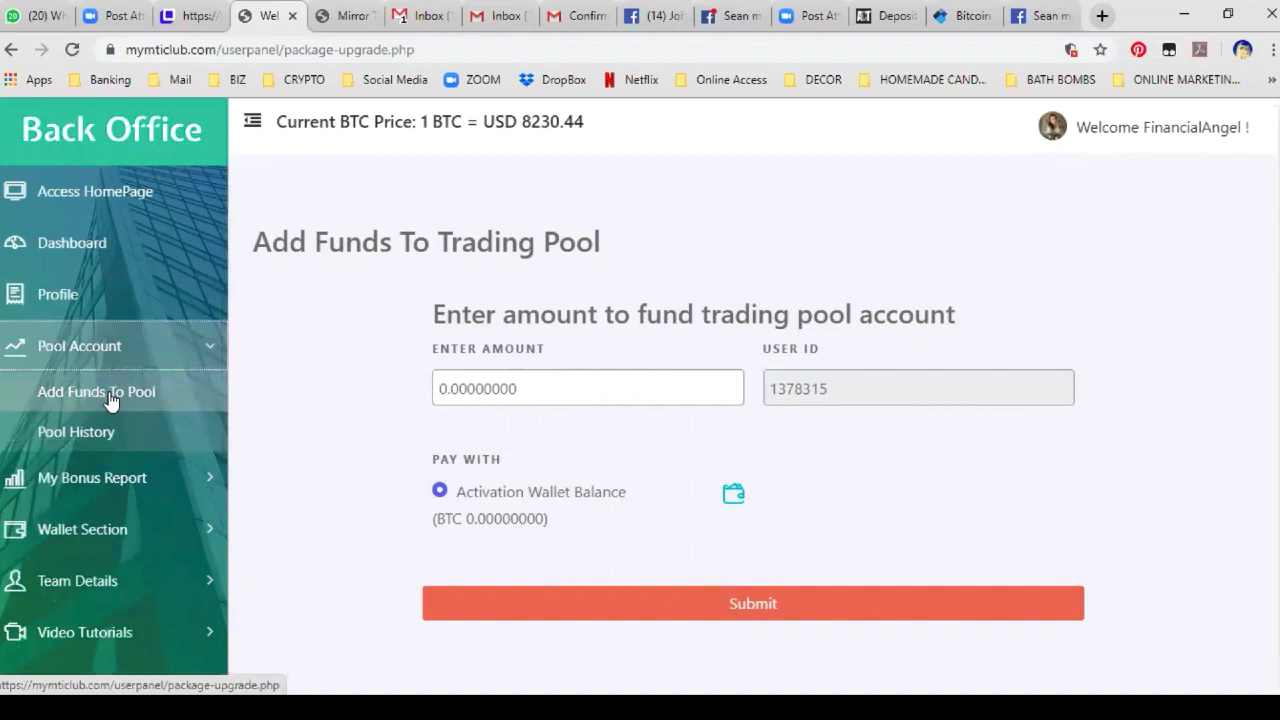 (20) Wh
Post Att
https:/
Wel
Mirror T
Inbox (
Inbox (
Confirm
(14) Joi
Sean m
Post Att
Deposi
Bitcoin
Sean m
mymticlub.com/userpanel/package-upgrade.php
Apps
Banking
Mail
BIZ
CRYPTO
Social Media
ZOOM
DropBox
Netflix
Online Access
DECOR
HOMEMADE CAND...
BATH BOMBS
ONLINE MARKETIN...
Back Office
Current BTC Price: 1 BTC = USD 8230.44
Welcome FinancialAngel !
Access HomePage
Dashboard
Profile
Pool Account
Add Funds To Pool
Pool History
My Bonus Report
Wallet Section
Team Details
Video Tutorials
Add Funds To Trading Pool
Enter amount to fund trading pool account
ENTER AMOUNT
USER ID
0.00000000
1378315
PAY WITH
Activation Wallet Balance
(BTC 0.00000000)
Submit
ttps://mymticlub.com/userpanel/package-upgrade.php